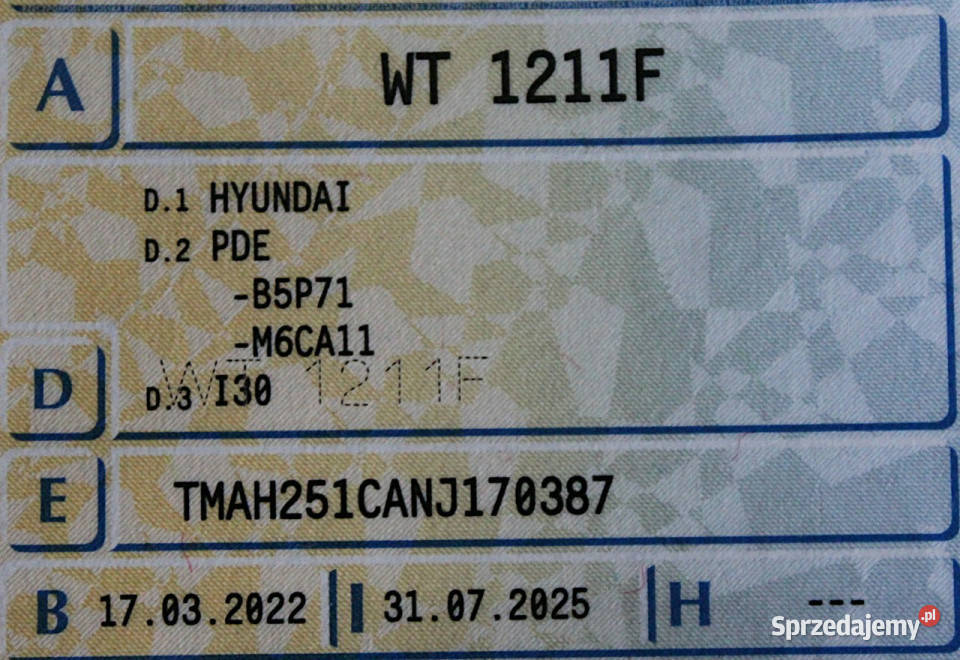 A WT 1211F
D.1 HYUNDAI
D.2 PDE
-B5P71
-M6CA11
WT 1211F
D D.3 I30
E TMAH251CANJ170387
B 17.03.2022 I 31.07.2025 H ---
Sprzedajemy.pl